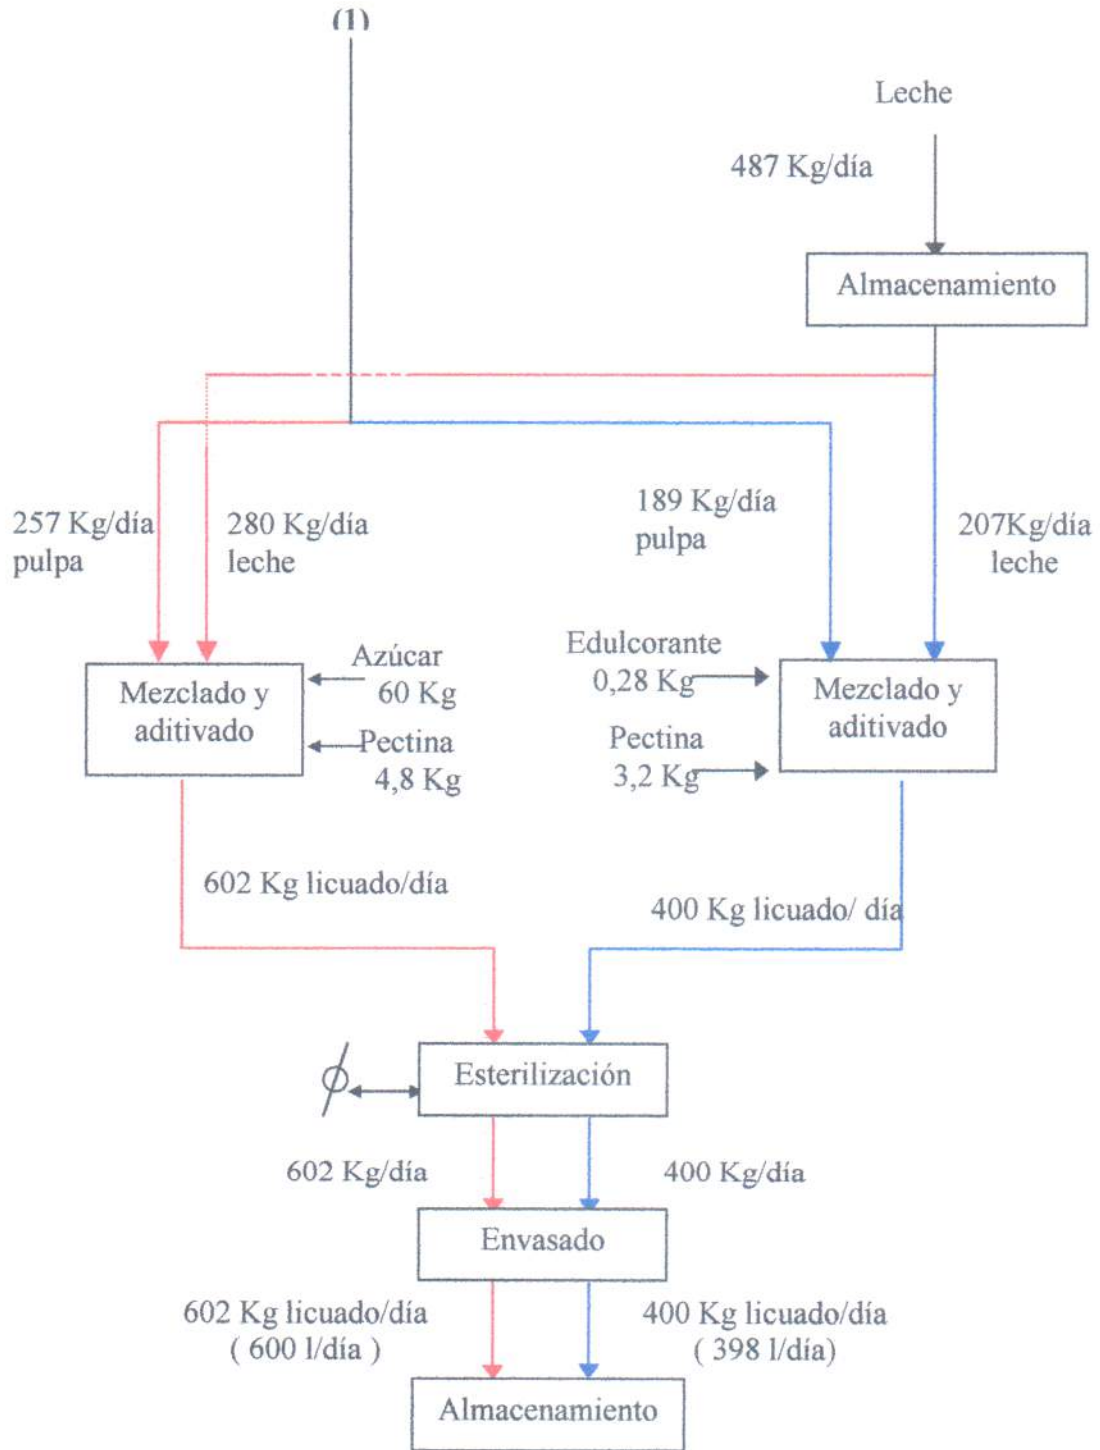 (1)
Leche
487 Kg/día
Almacenamiento
257 Kg/día
pulpa
280 Kg/día
leche
189 Kg/día
pulpa
207Kg/día
leche
Mezclado y
aditivado
Azúcar
60 Kg
Pectina
4,8 Kg
Edulcorante
0,28 Kg
Pectina
3,2 Kg
Mezclado y
aditivado
602 Kg licuado/día
400 Kg licuado/ día
Esterilización
602 Kg/día
400 Kg/día
Envasado
602 Kg licuado/día
( 600 l/día )
400 Kg licuado/día
( 398 l/día)
Almacenamiento